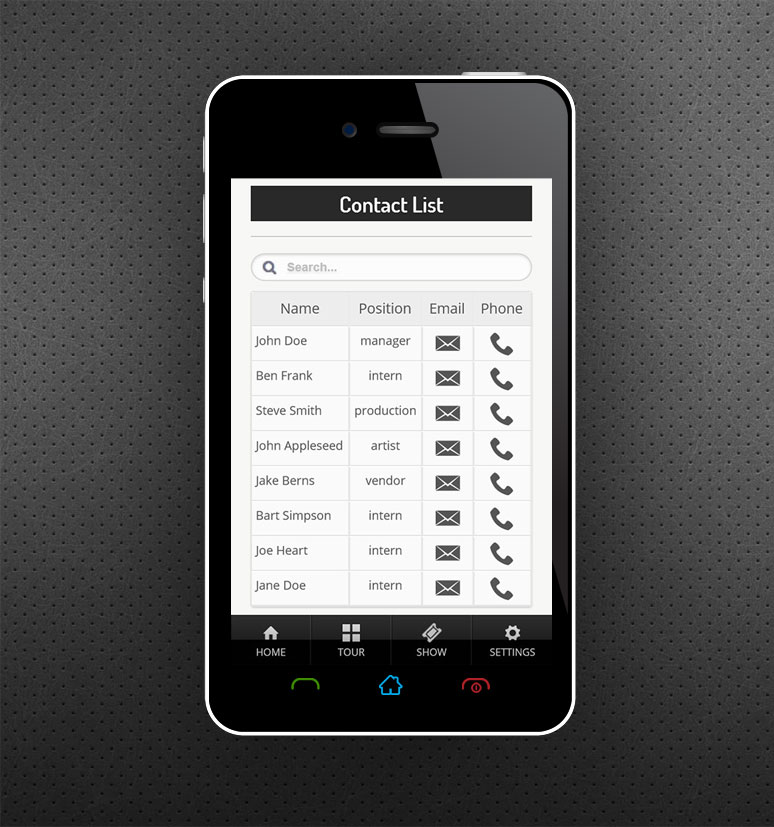 Contact List
Search...
Name Position Email Phone
John Doe manager
Ben Frank intern
Steve Smith production
John Appleseed artist
Jake Berns vendor
Bart Simpson intern
Joe Heart intern
Jane Doe intern
HOME TOUR SHOW SETTINGS